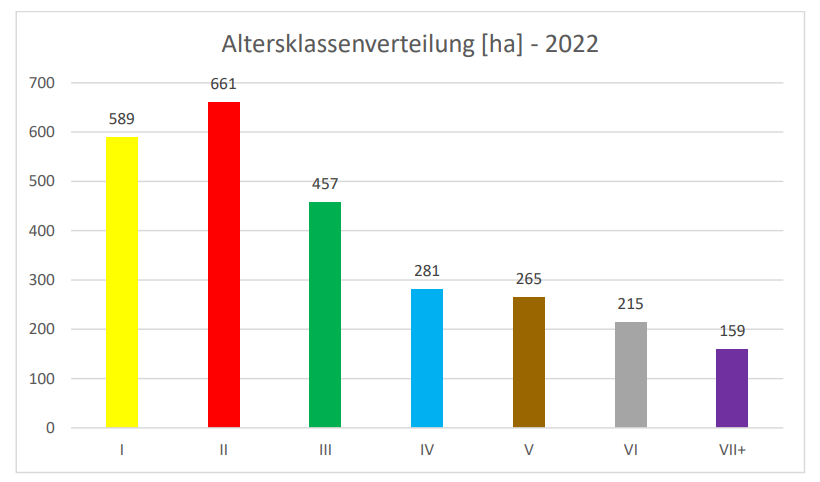 Altersklassenverteilung [ha] - 2022
700
600
500
400
300
200
100
0
589
661
457
281
265
215
159
I
II
III
IV
V
VI
VII+